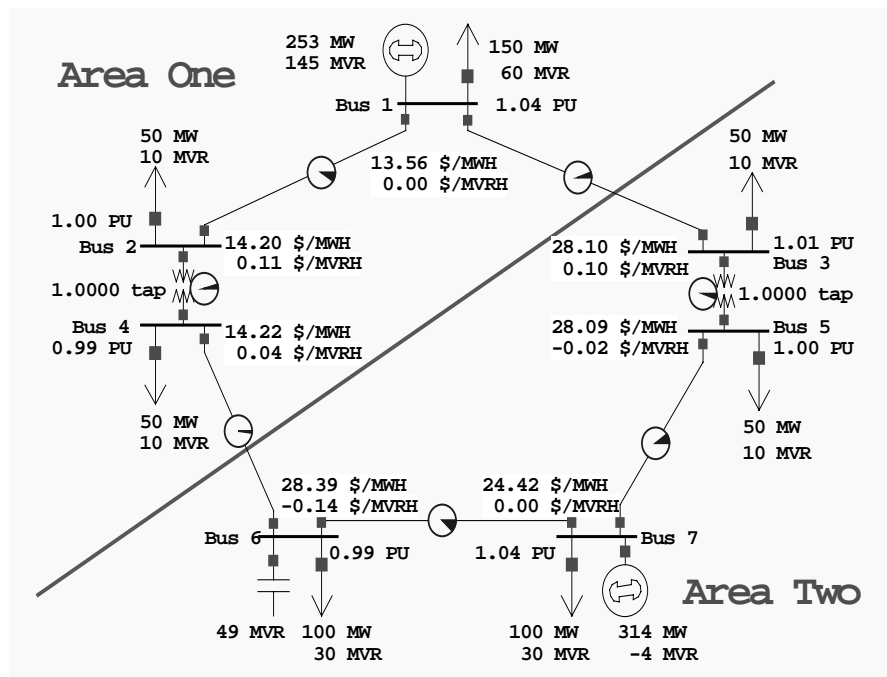 253 MW
145 MVR
150 MW
60 MVR
Area One
Bus 1
1.04 PU
50 MW
10 MVR
13.56 $/MWH
0.00 $/MVRH
50 MW
10 MVR
1.00 PU
Bus 2
14.20 $/MWH
0.11 $/MVRH
28.10 $/MWH
0.10 $/MVRH
1.01 PU
Bus 3
1.0000 tap
1.0000 tap
Bus 4
0.99 PU
14.22 $/MWH
0.04 $/MVRH
28.09 $/MWH
-0.02 $/MVRH
Bus 5
1.00 PU
50 MW
10 MVR
50 MW
10 MVR
28.39 $/MWH
-0.14 $/MVRH
24.42 $/MWH
0.00 $/MVRH
Bus 6
0.99 PU
1.04 PU
Bus 7
Area Two
49 MVR
100 MW
30 MVR
100 MW
30 MVR
314 MW
-4 MVR